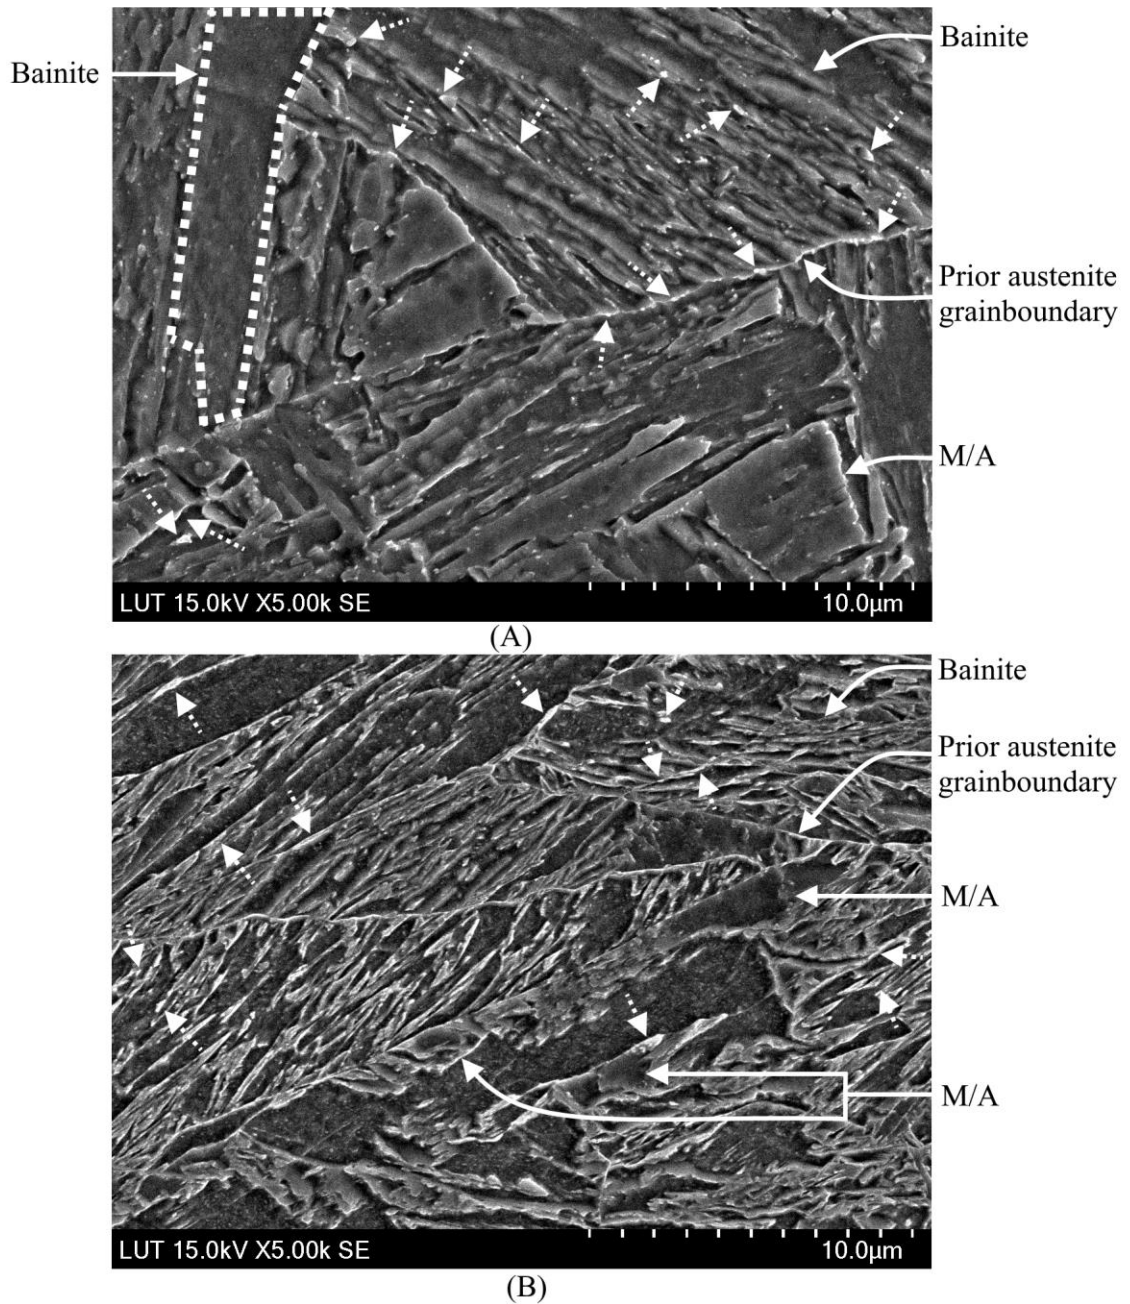 Bainite
Bainite
Prior austenite
grainboundary
M/A
LUT 15.0kV X5.00k SE
10.0µm
(A)
Bainite
Prior austenite
grainboundary
M/A
M/A
LUT 15.0kV X5.00k SE
10.0µm
(B)